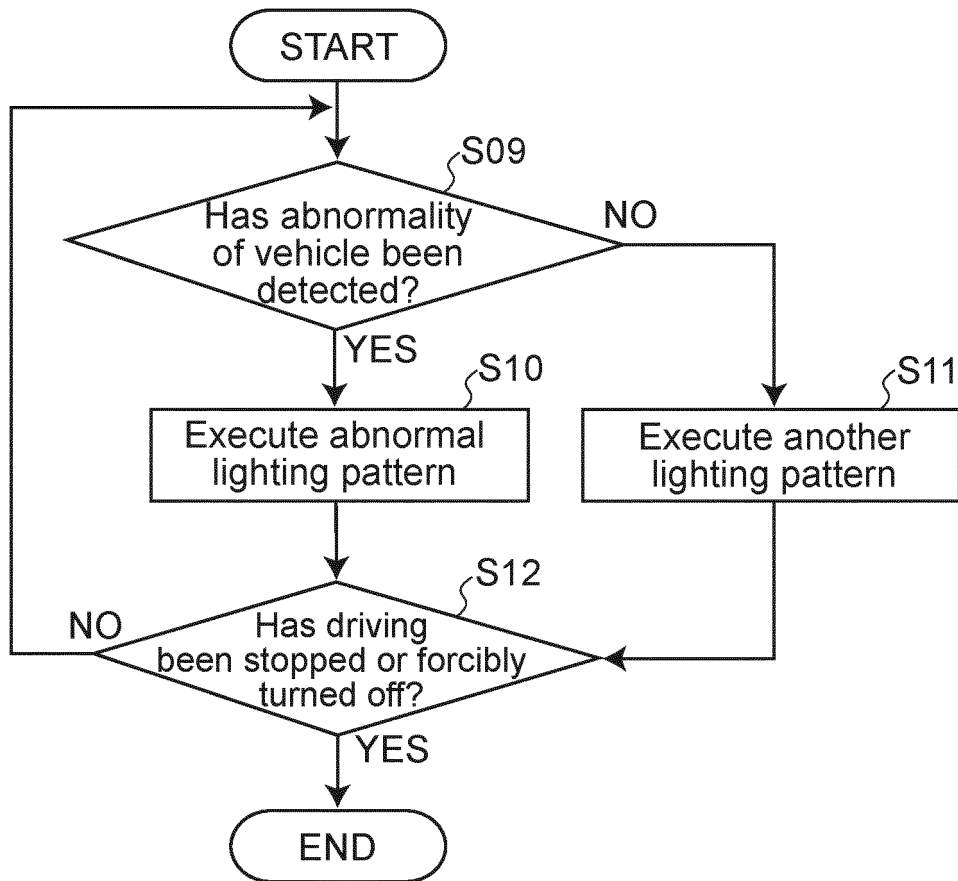 START
S09
Has abnormality
of vehicle been
detected?
NO
YES
S10
Execute abnormal
lighting pattern
S11
Execute another
lighting pattern
S12
Has driving
been stopped or forcibly
turned off?
NO
YES
END